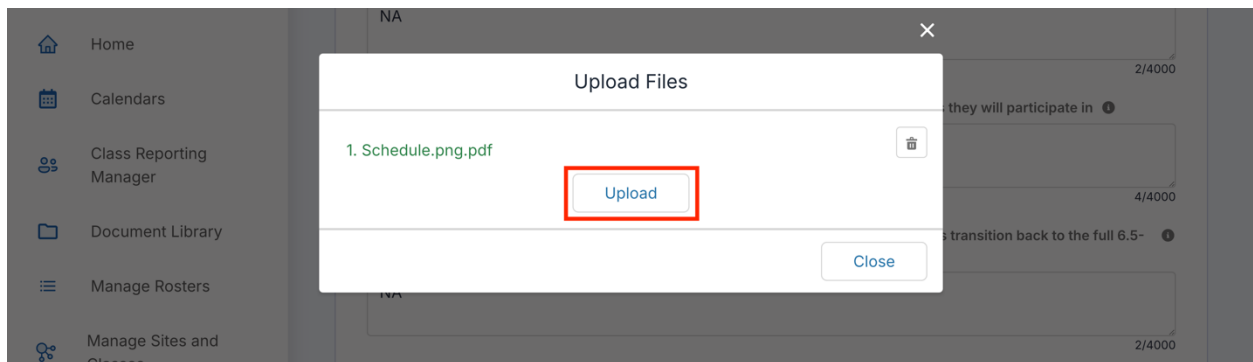 NA
Home
2/4000
Upload Files
Calendars
they will participate in
1. Schedule.png.pdf
Class Reporting
Manager
Upload
4/4000
Document Library
s transition back to the full 6.5-
Close
Manage Rosters
NA
Manage Sites and
Classes
2/4000